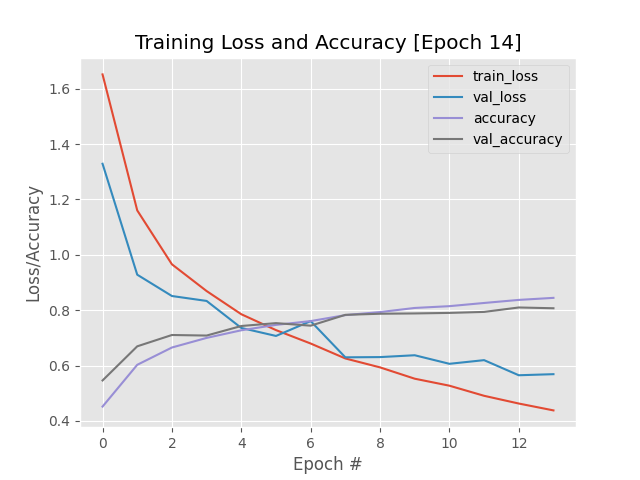 Training Loss and Accuracy [Epoch 14]
train_loss
val_loss
accuracy
val_accuracy
1.6
1.4
1.2
1.0
0.8
0.6
0.4
Loss/Accuracy
0 2 4 6 8 10 12
Epoch #